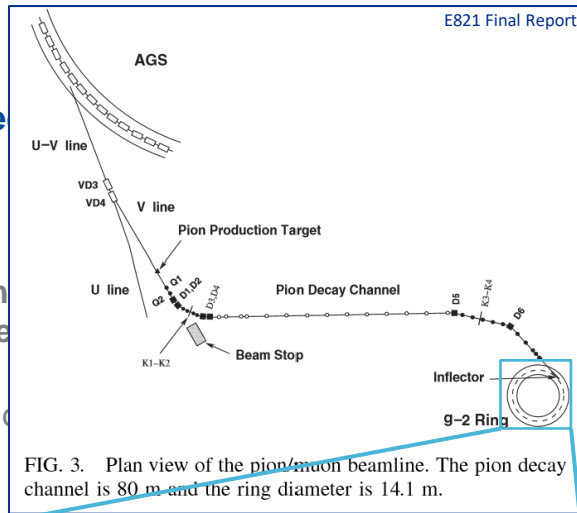 E821 Final Report
AGS
U−V line
VD3
VD4
V line
Pion Production Target
U line
Q1
Q2
D1,D2
D3,D4
K1−K2
Beam Stop
Pion Decay Channel
D5
K3−K4
D6
Inflector
g-2 Ring
FIG. 3. Plan view of the pion/muon beamline. The pion decay
channel is 80 m and the ring diameter is 14.1 m.